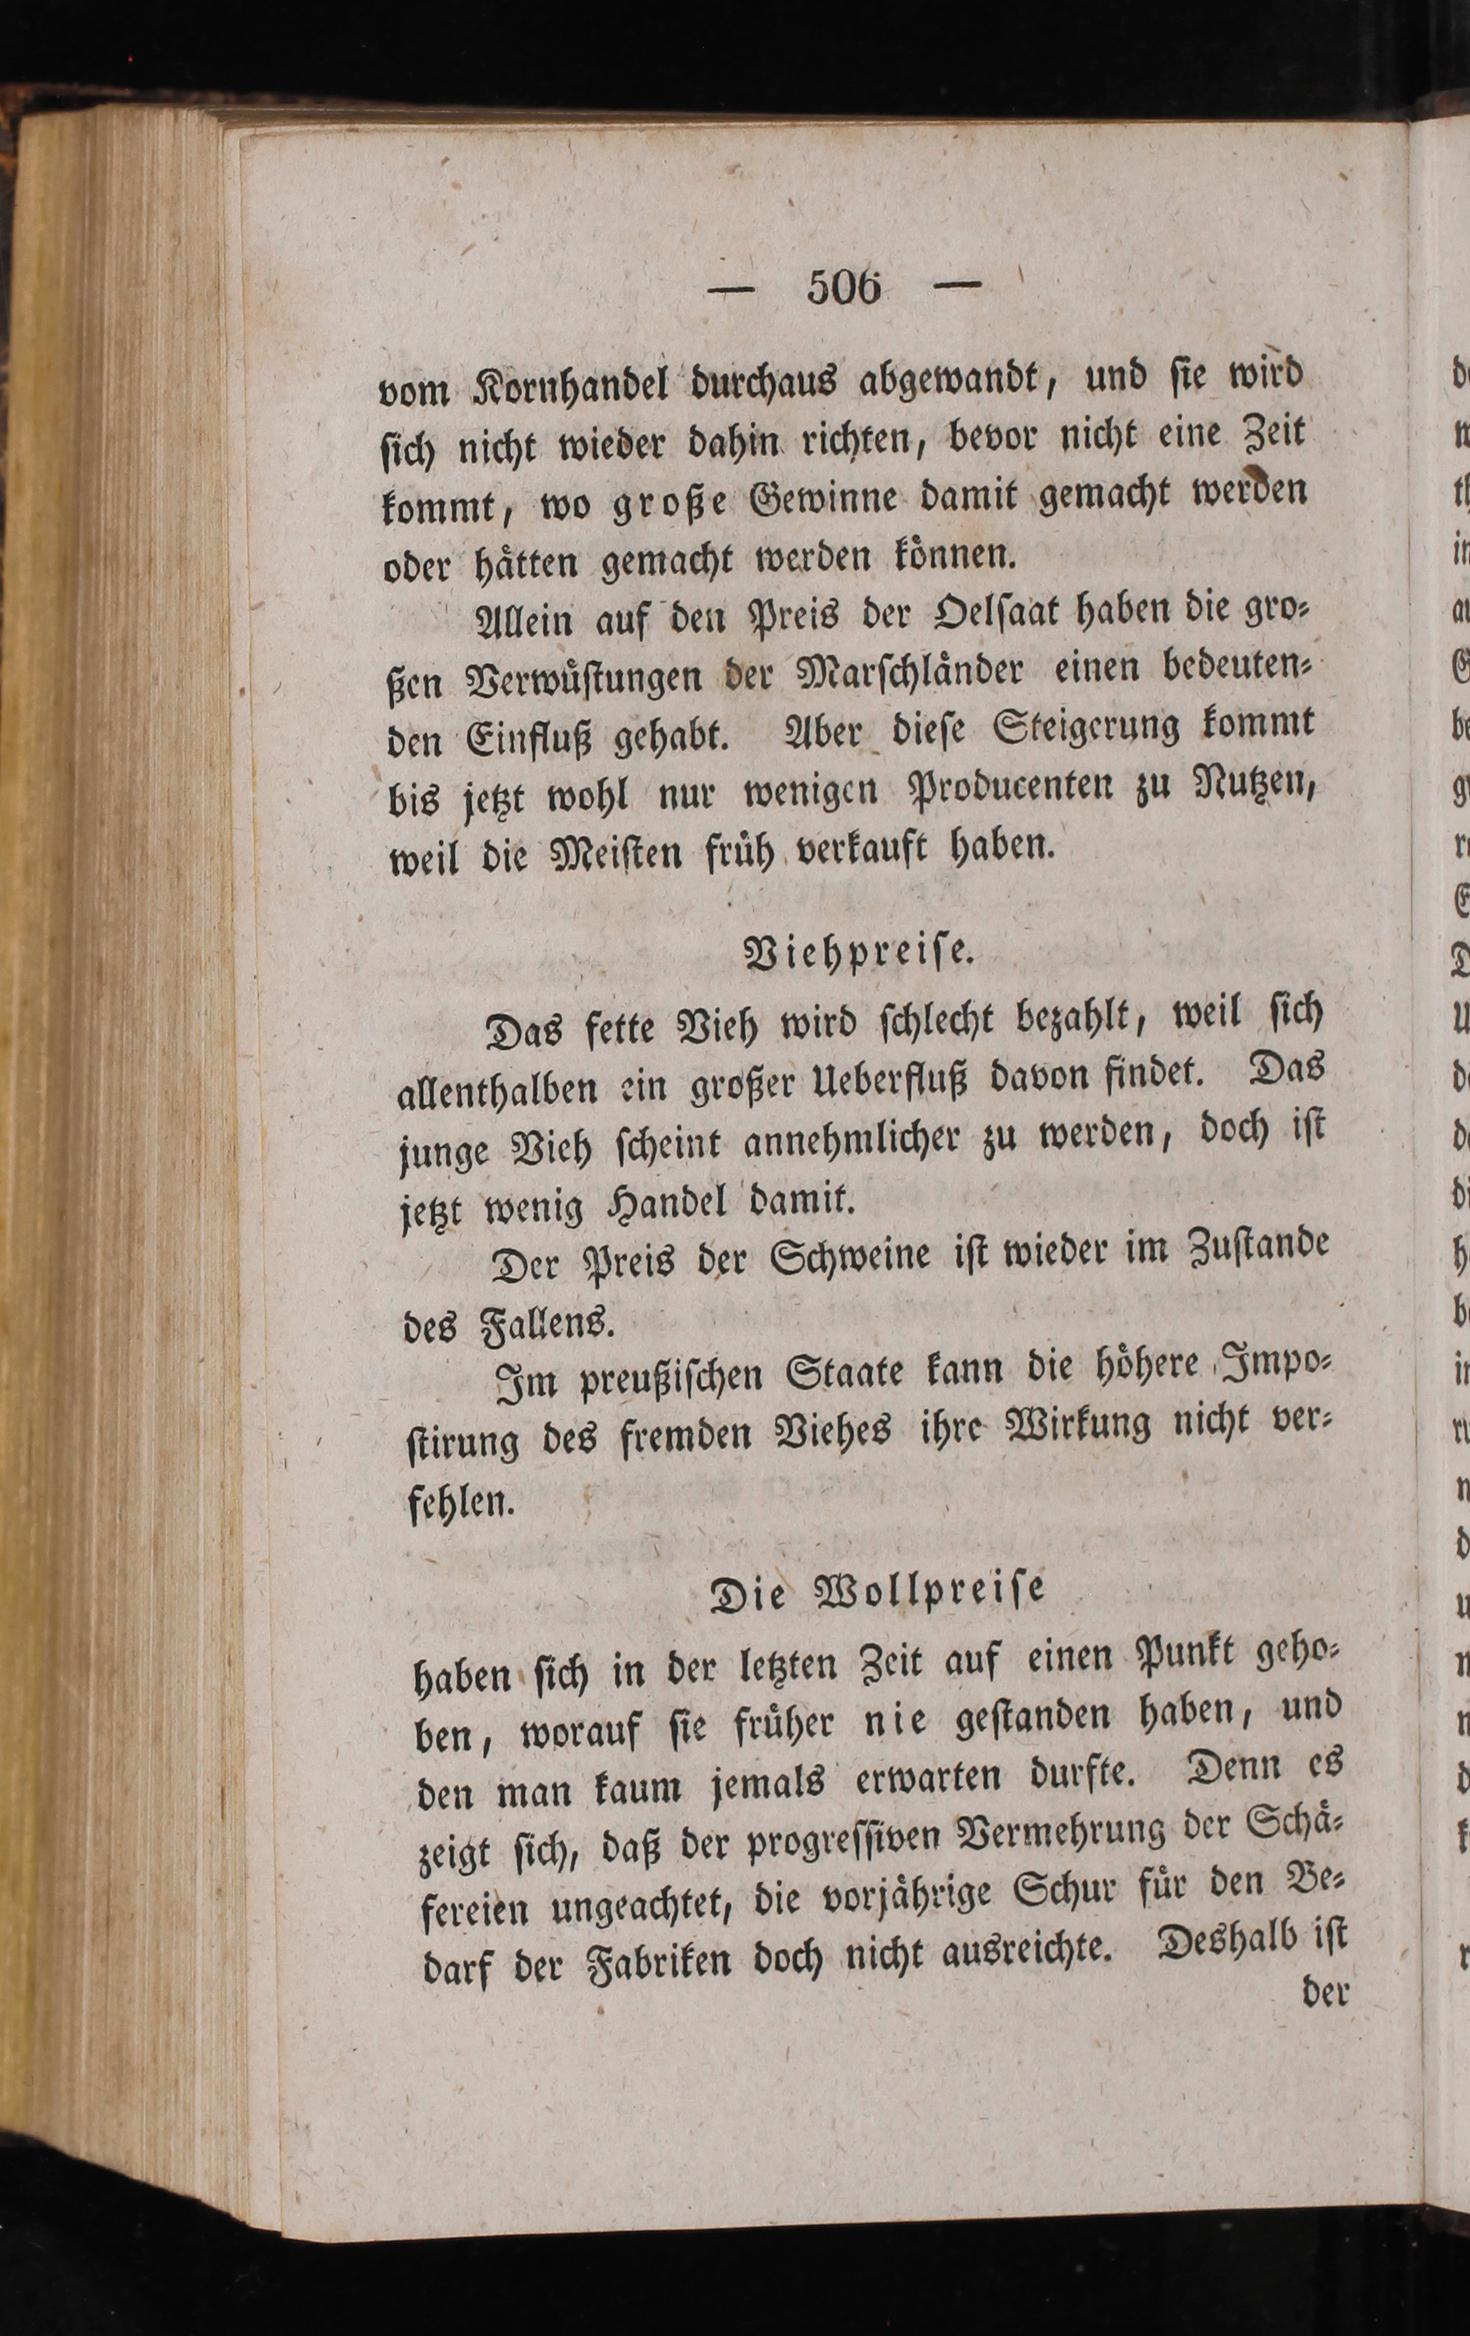 — 506 —
vom Kornhandel durchaus abgewandt, und sie wird
sich nicht wieder dahin richten, bevor nicht eine Zeit
kommt, wo große Gewinne damit gemacht werden
oder hätten gemacht werden können.
Allein auf den Preis der Oelsaat haben die gro-
ßen Verwüstungen der Marschländer einen bedeuten-
den Einfluß gehabt. Aber diese Steigerung kommt
bis jetzt wohl nur wenigen Producenten zu Nutzen,
weil die Meisten früh verkauft haben.
Viehpreise.
Das fette Vieh wird schlecht bezahlt, weil sich
allenthalben ein großer Ueberfluß davon findet. Das
junge Vieh scheint annehmlicher zu werden, doch ist
jetzt wenig Handel damit.
Der Preis der Schweine ist wieder im Zustande
des Fallens.
Im preußischen Staate kann die höhere Impo-
stirung des fremden Viehes ihre Wirkung nicht ver-
fehlen.
Die Wollpreise
haben sich in der letzten Zeit auf einen Punkt geho-
ben, worauf sie früher nie gestanden haben, und
den man kaum jemals erwarten durfte. Denn es
zeigt sich, daß der progressiven Vermehrung der Schä-
fereien ungeachtet, die vorjährige Schur für den Be-
darf der Fabriken doch nicht ausreichte. Deshalb ist
der